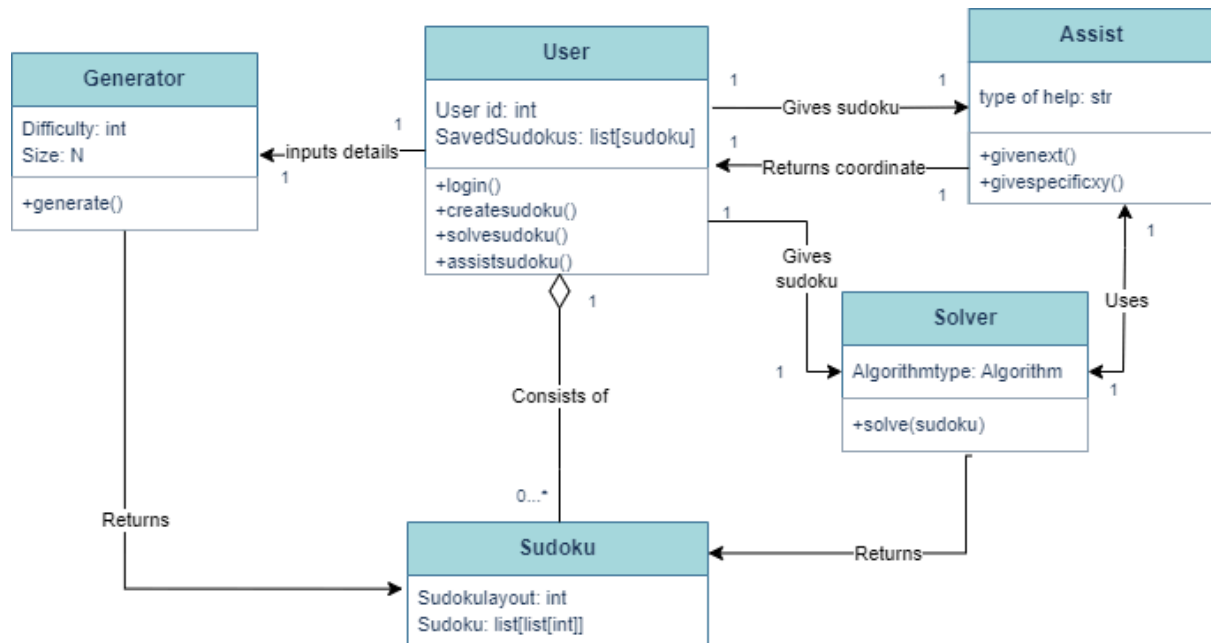 Generator
Difficulty: int
Size: N
+generate()
1
inputs details
1
User
User id: int
SavedSudokus: list[sudoku]
+login()
+createsudoku()
+solvesudoku()
+assistsudoku()
1
Gives sudoku
1
1
Returns coordinate
1
Assist
type of help: str
+givenext()
+givespecificxy()
1
Gives
sudoku
1
1
Uses
1
Solver
Algorithmtype: Algorithm
+solve(sudoku)
1
Consists of
0...*
Returns
Returns
Sudoku
Sudokulayout: int
Sudoku: list[list[int]]